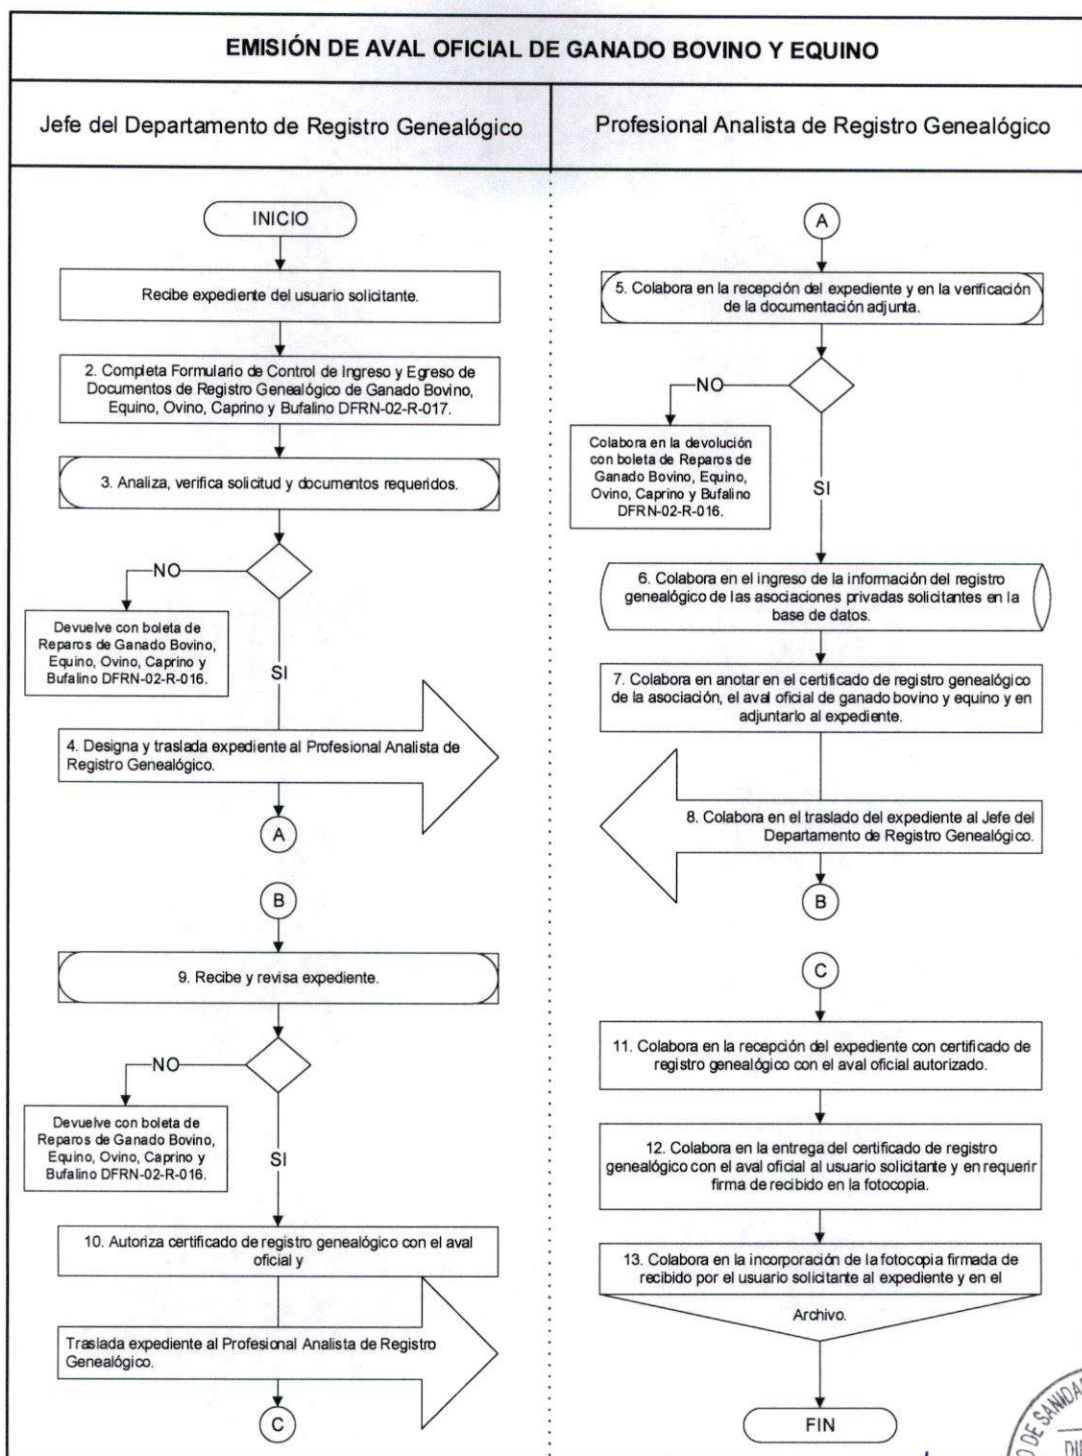 EMISIÓN DE AVAL OFICIAL DE GANADO BOVINO Y EQUINO
Jefe del Departamento de Registro Genealógico
Profesional Analista de Registro Genealógico
INICIO
Recibe expediente del usuario solicitante.
2. Completa Formulario de Control de Ingreso y Egreso de
Documentos de Registro Genealógico de Ganado Bovino,
Equino, Ovino, Caprino y Bufalino DFRN-02-R-017.
3. Analiza, verifica solicitud y documentos requeridos.
NO
Devuelve con boleta de
Reparos de Ganado Bovino,
Equino, Ovino, Caprino y
Bufalino DFRN-02-R-016.
SI
4. Designa y traslada expediente al Profesional Analista de
Registro Genealógico.
A
B
9. Recibe y revisa expediente.
NO
Devuelve con boleta de
Reparos de Ganado Bovino,
Equino, Ovino, Caprino y
Bufalino DFRN-02-R-016.
SI
10. Autoriza certificado de registro genealógico con el aval
oficial y
Traslada expediente al Profesional Analista de Registro
Genealógico.
C
A
5. Colabora en la recepción del expediente y en la verificación
de la documentación adjunta.
NO
Colabora en la devolución
con boleta de Reparos de
Ganado Bovino, Equino,
Ovino, Caprino y Bufalino
DFRN-02-R-016.
SI
6. Colabora en el ingreso de la información del registro
genealógico de las asociaciones privadas solicitantes en la
base de datos.
7. Colabora en anotar en el certificado de registro genealógico
de la asociación, el aval oficial de ganado bovino y equino y en
adjuntarlo al expediente.
8. Colabora en el traslado del expediente al Jefe del
Departamento de Registro Genealógico.
B
C
11. Colabora en la recepción del expediente con certificado de
registro genealógico con el aval oficial autorizado.
12. Colabora en la entrega del certificado de registro
genealógico con el aval oficial al usuario solicitante y en requerir
firma de recibido en la fotocopia.
13. Colabora en la incorporación de la fotocopia firmada de
recibido por el usuario solicitante al expediente y en el
Archivo.
FIN
DE SANIDA